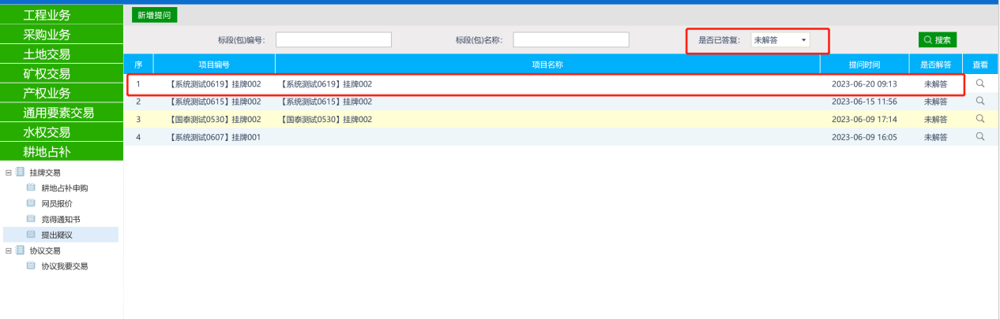 工程业务
采购业务
土地交易
矿权交易
产权业务
通用要素交易
水权交易
耕地占补
挂牌交易
耕地占补申购
网员报价
竞得通知书
提出疑议
协议交易
协议我要交易
新增提问
标段(包)编号: 标段(包)名称: 是否已答复: 未解答 搜索
序 项目编号 项目名称 提问时间 是否解答 查看
1 【系统测试0619】挂牌002 【系统测试0619】挂牌002 2023-06-20 09:13 未解答
2 【系统测试0615】挂牌002 【系统测试0615】挂牌002 2023-06-15 11:56 未解答
3 【国泰测试0530】挂牌002 【国泰测试0530】挂牌002 2023-06-09 17:14 未解答
4 【系统测试0607】挂牌001 2023-06-09 16:05 未解答